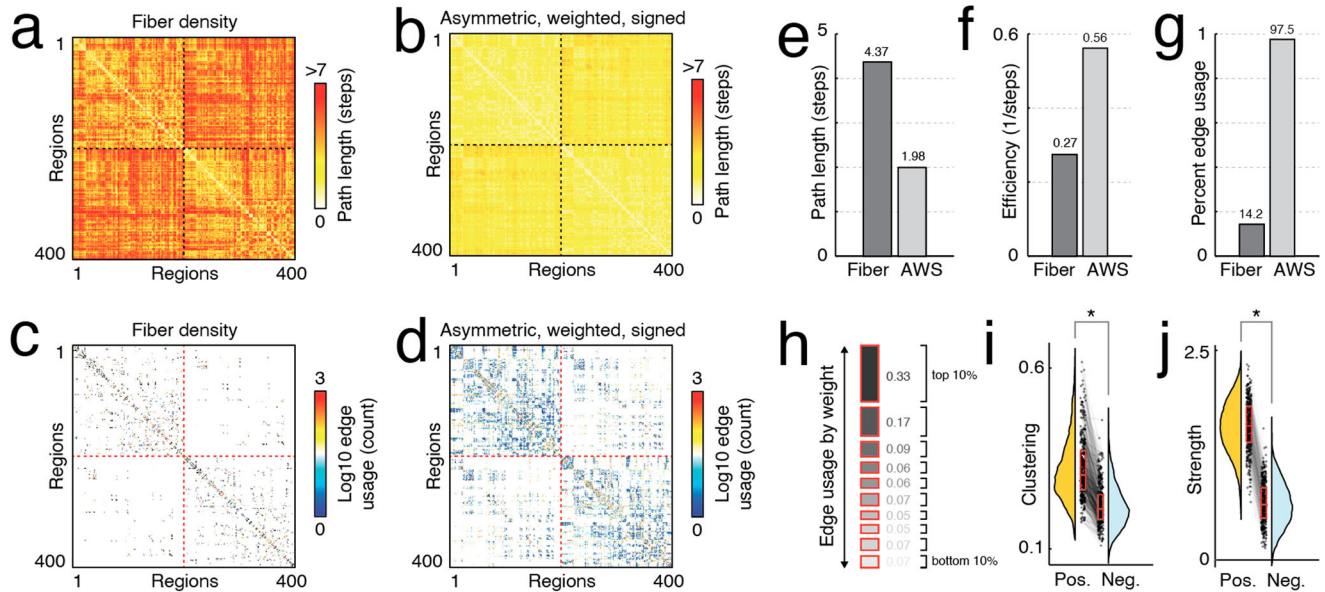 a
Fiber density
1
Regions
400
1
Regions
400
>7
0
Path length (steps)
b
Asymmetric, weighted, signed
1
Regions
400
1
Regions
400
>7
0
Path length (steps)
c
Fiber density
1
Regions
400
1
Regions
400
3
0
Log10 edge
usage (count)
d
Asymmetric, weighted, signed
1
Regions
400
1
Regions
400
3
0
Log10 edge
usage (count)
e
Path length (steps)
5
0
4.37
1.98
Fiber AWS
f
Efficiency (1/steps)
0.6
0
0.27
0.56
Fiber AWS
g
Percent edge usage
1
0
14.2
97.5
Fiber AWS
h
Edge usage by weight
0.33
top 10%
0.17
0.09
0.06
0.06
0.07
0.05
0.05
0.07
0.07
bottom 10%
i
*
Clustering
0.6
0.1
Pos. Neg.
j
*
Strength
2.5
0
Pos. Neg.